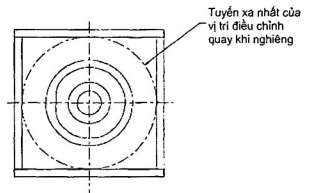 Tuyến xa nhất của
vị trí điều chỉnh
quay khi nghiêng